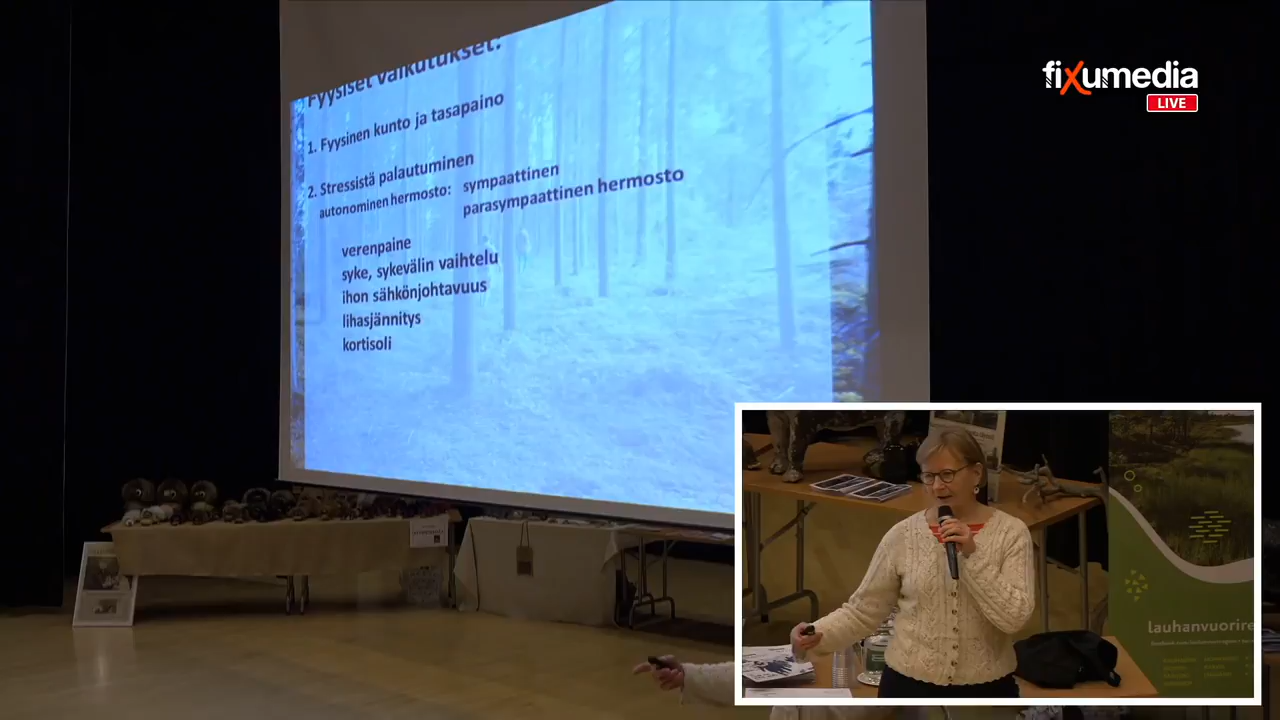 fixumedia
LIVE
Fyysiset vaikutukset:
1. Fyysinen kunto ja tasapaino
2. Stressistä palautuminen
autonominen hermosto: sympaattinen
parasympaattinen hermosto
verenpaine
syke, sykevälin vaihtelu
ihon sähkönjohtavuus
lihasjännitys
kortisoli
lauhanvuorire